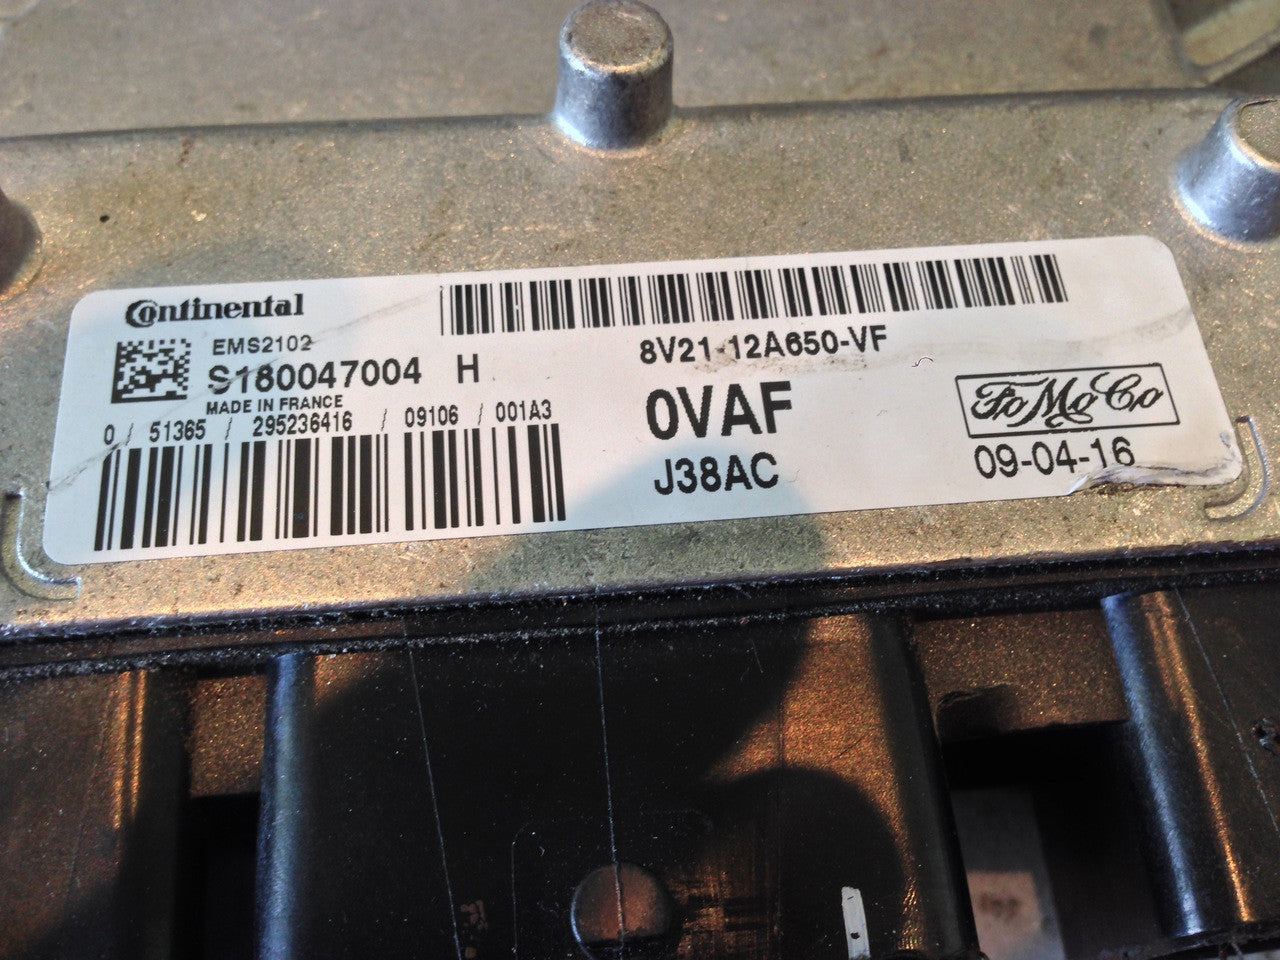 Continental
EMS2102
S180047004 H
MADE IN FRANCE
0 / 51365 / 295236416 / 09106 / 001A3
8V21-12A650-VF
0VAF
J38AC
FoMoCo
09-04-16